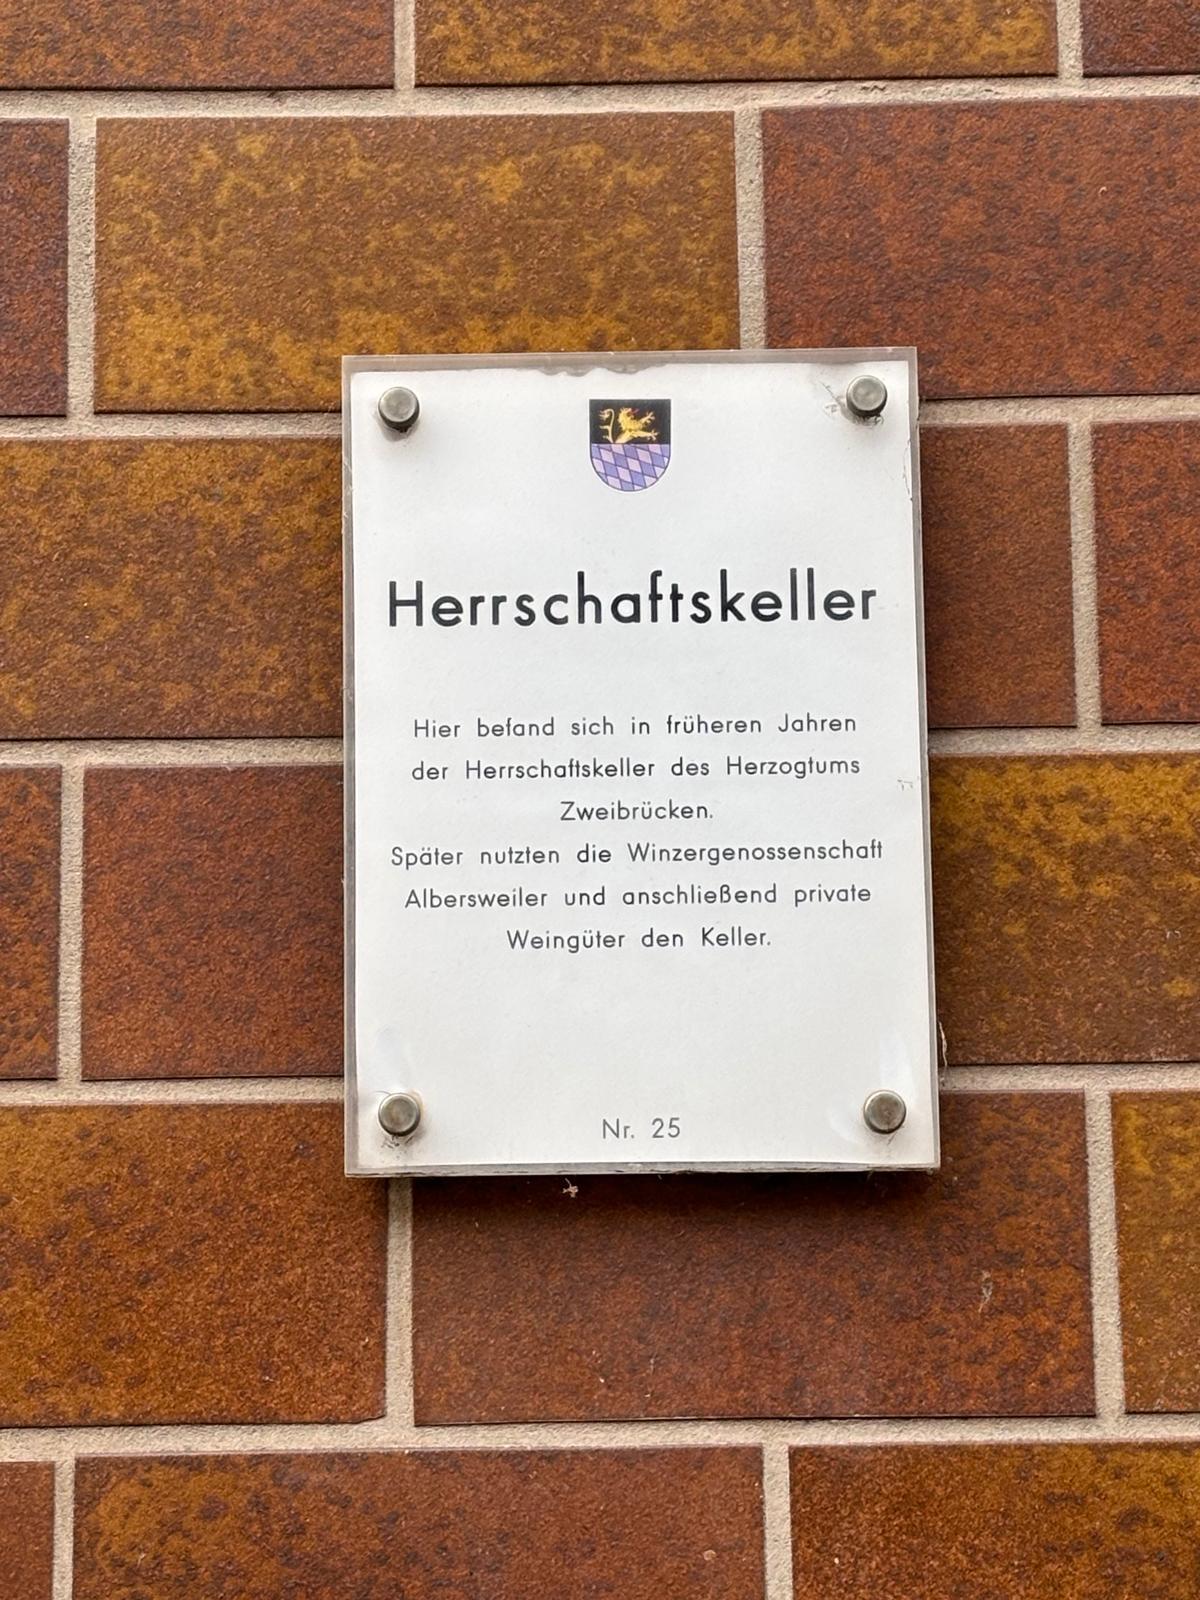 Herrschaftskeller
Hier befand sich in früheren Jahren
der Herrschaftskeller des Herzogtums
Zweibrücken.
Später nutzten die Winzergenossenschaft
Albersweiler und anschließend private
Weingüter den Keller.
Nr. 25